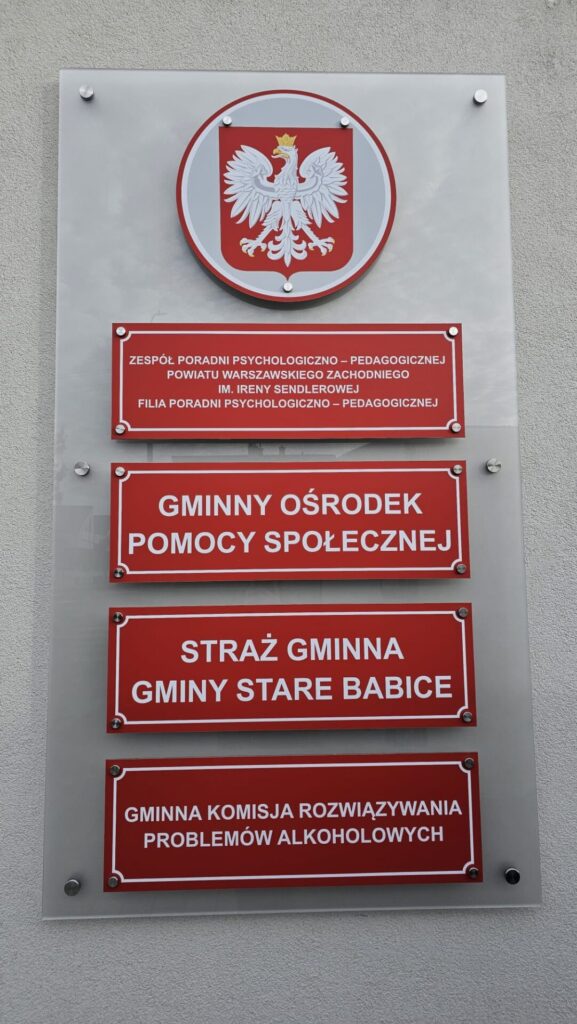 ZESPÓŁ PORADNI PSYCHOLOGICZNO – PEDAGOGICZNEJ
POWIATU WARSZAWSKIEGO ZACHODNIEGO
IM. IRENY SENDLEROWEJ
FILIA PORADNI PSYCHOLOGICZNO – PEDAGOGICZNEJ
GMINNY OŚRODEK
POMOCY SPOŁECZNEJ
STRAŻ GMINNA
GMINY STARE BABICE
GMINNA KOMISJA ROZWIĄZYWANIA
PROBLEMÓW ALKOHOLOWYCH